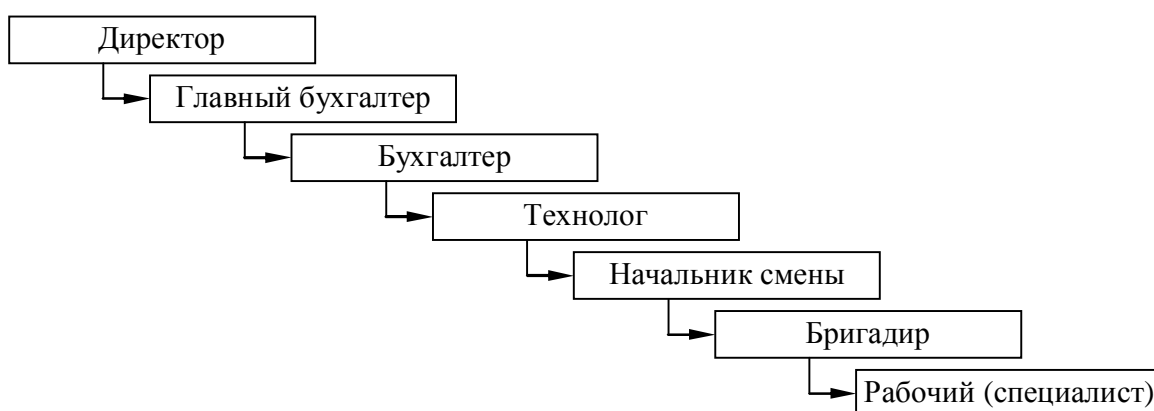 Директор
Главный бухгалтер
Бухгалтер
Технолог
Начальник смены
Бригадир
Рабочий (специалист)